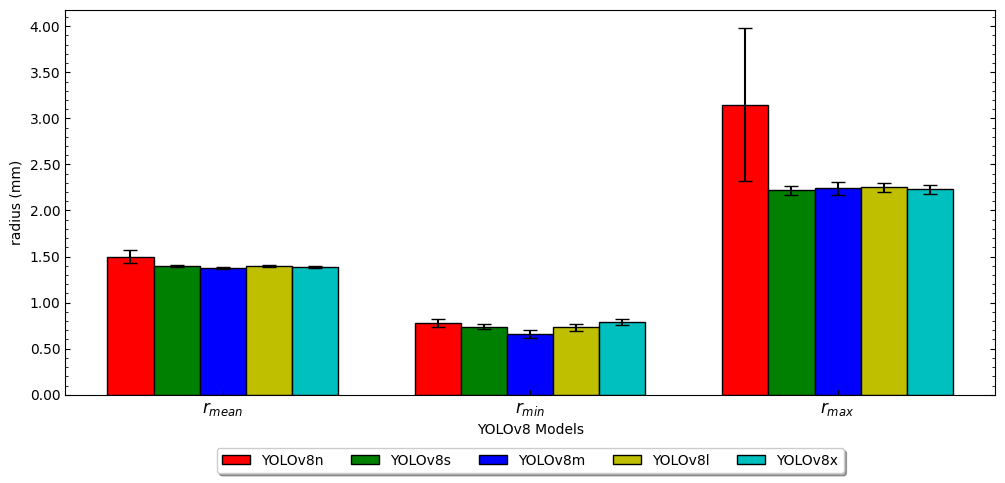 4.00
3.50
3.00
2.50
2.00
1.50
1.00
0.50
0.00
radius (mm)
r_mean r_min r_max
YOLOv8 Models
YOLOv8n YOLOv8s YOLOv8m YOLOv8l YOLOv8x